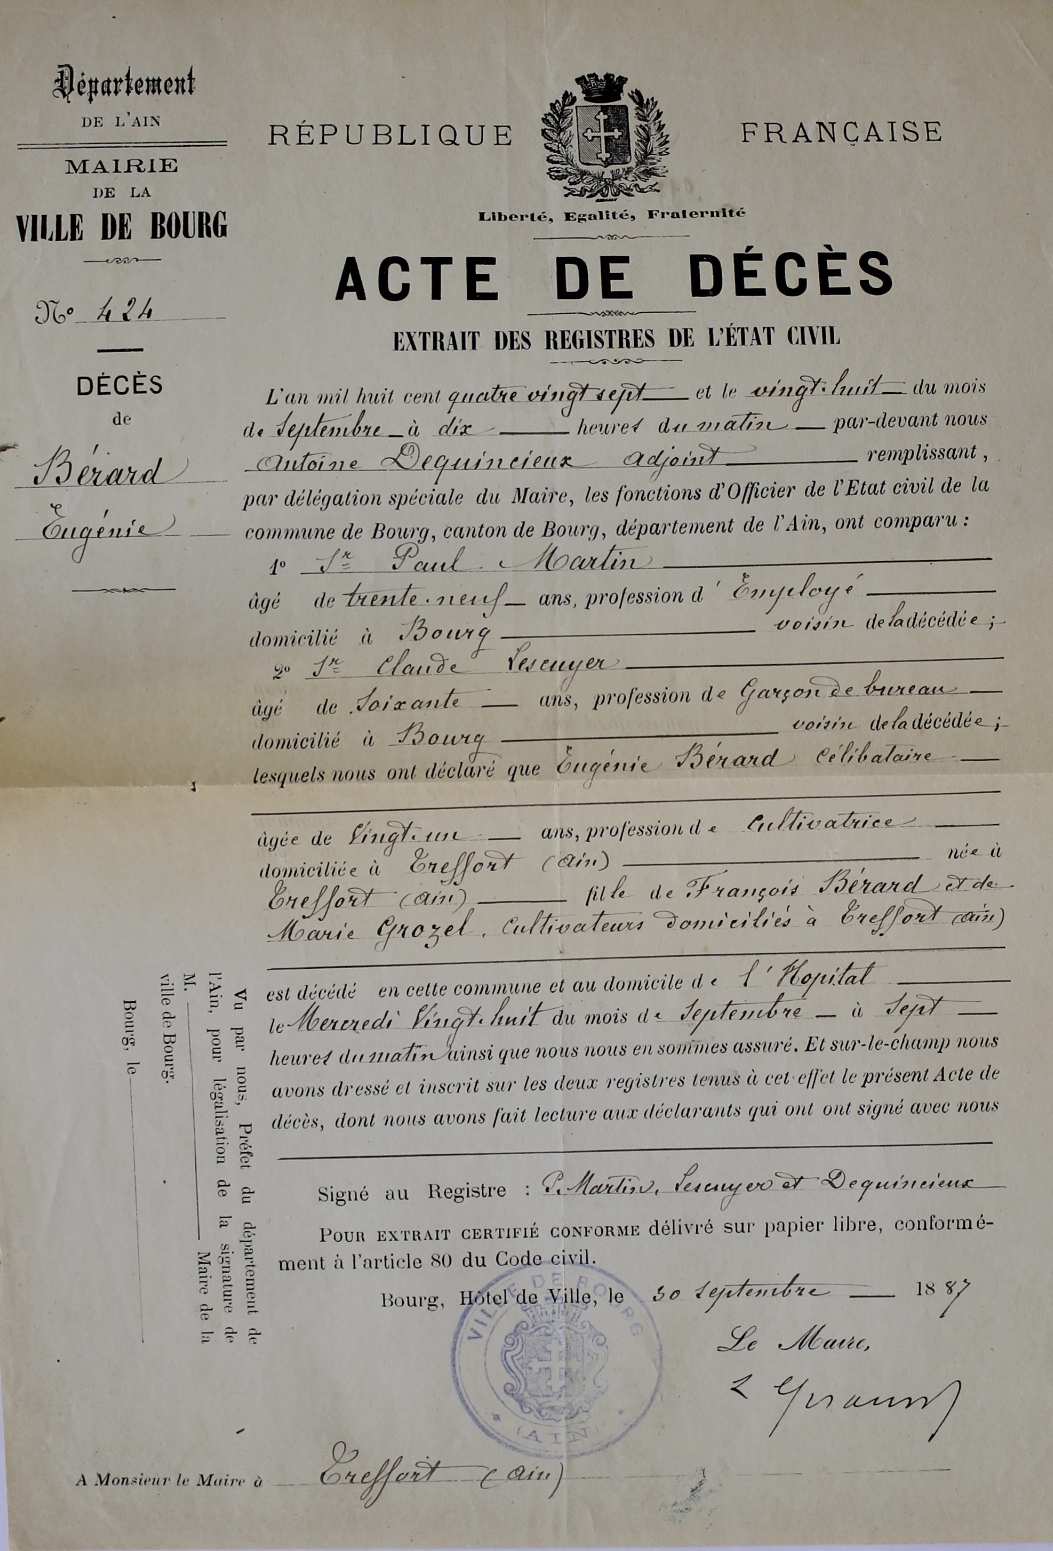 Département
DE L'AIN
MAIRIE
DE LA
VILLE DE BOURG
Nº 424
DÉCÈS
de
Bérard
Eugénie
RÉPUBLIQUE FRANÇAISE
Liberté, Egalité, Fraternité
ACTE DE DÉCÈS
EXTRAIT DES REGISTRES DE L'ÉTAT CIVIL
L'an mil huit cent quatre vingt sept et le vingt-huit du mois
de Septembre à dix heures du matin par-devant nous
Antoine Dequincieux adjoint remplissant,
par délégation spéciale du Maire, les fonctions d'Officier de l'Etat civil de la
commune de Bourg, canton de Bourg, département de l'Ain, ont comparu :
1º Sr Paul Martin
âgé de trente-neuf ans, profession d'Employé
domicilié à Bourg voisin de la décédée ;
2º Sr Claude Lescuyer
âgé de Soixante ans, profession de Garçon de bureau
domicilié à Bourg voisin de la décédée ;
lesquels nous ont déclaré que Eugénie Bérard Célibataire
âgée de Vingt-un ans, profession de Cultivatrice
domiciliée à Treffort (Ain) née à
Treffort (Ain) fille de François Bérard et de
Marie Grozel, Cultivateurs domiciliés à Treffort (Ain)
est décédé en cette commune et au domicile de l'Hopital
le Mercredi Vingt-huit du mois de Septembre à Sept
heures du matin ainsi que nous nous en sommes assuré. Et sur-le-champ nous
avons dressé et inscrit sur les deux registres tenus à cet effet le présent Acte de
décès, dont nous avons fait lecture aux déclarants qui ont ont signé avec nous
Signé au Registre : P. Martin, Lescuyer et Dequincieux
POUR EXTRAIT CERTIFIÉ CONFORME délivré sur papier libre, conformé-
ment à l'article 80 du Code civil.
Bourg, Hôtel de Ville, le 30 Septembre 1887
Le Maire,
VILLE DE BOURG
(AIN)
Vu par nous, Préfet du département de
l'Ain, pour légalisation de la signature de
M. Maire de la
ville de Bourg.
Bourg, le
A Monsieur le Maire à Treffort (Ain)